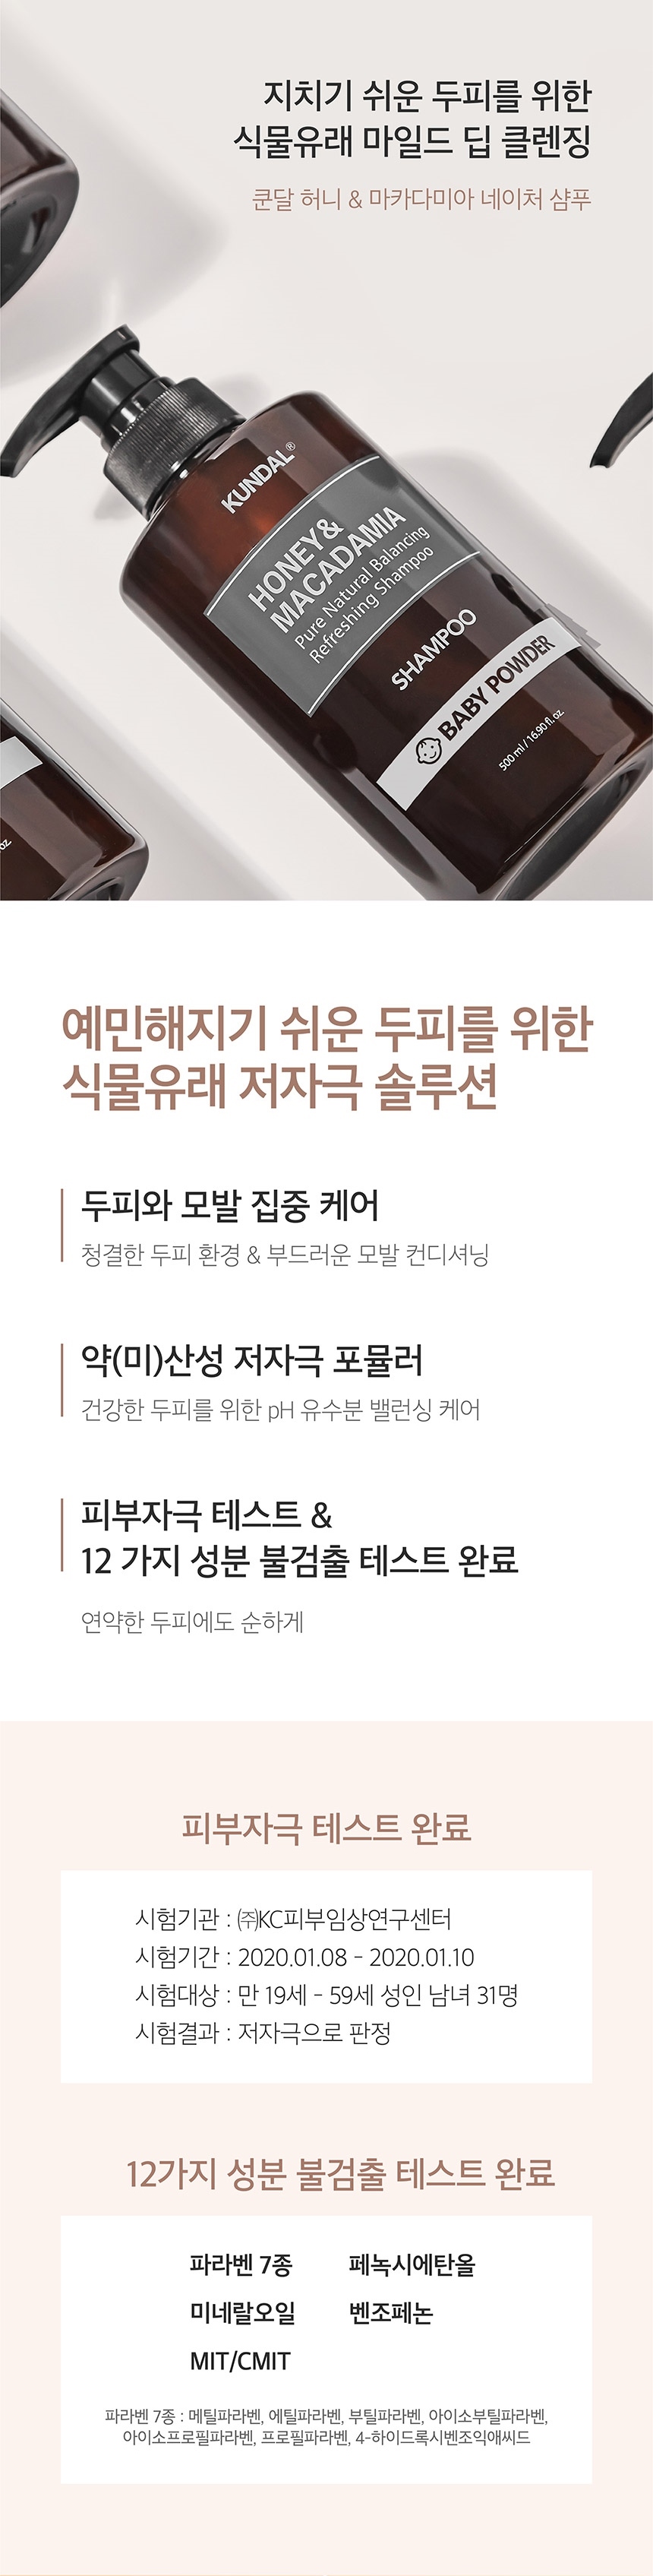 지치기 쉬운 두피를 위한
식물유래 마일드 딥 클렌징
쿤달 허니 & 마카다미아 네이처 샴푸
KUNDAL®
HONEY&
MACADAMIA
Pure Natural Balancing
Refreshing Shampoo
SHAMPOO
BABY POWDER
500 ml / 16.90 fl. oz
oz
예민해지기 쉬운 두피를 위한
식물유래 저자극 솔루션
두피와 모발 집중 케어
청결한 두피 환경 & 부드러운 모발 컨디셔닝
약(미)산성 저자극 포뮬러
건강한 두피를 위한 pH 유수분 밸런싱 케어
피부자극 테스트 &
12 가지 성분 불검출 테스트 완료
연약한 두피에도 순하게
피부자극 테스트 완료
시험기관 : ㈜KC피부임상연구센터
시험기간 : 2020.01.08 - 2020.01.10
시험대상 : 만 19세 - 59세 성인 남녀 31명
시험결과 : 저자극으로 판정
12가지 성분 불검출 테스트 완료
파라벤 7종 페녹시에탄올
미네랄오일 벤조페논
MIT/CMIT
파라벤 7종 : 메틸파라벤, 에틸파라벤, 부틸파라벤, 아이소부틸파라벤,
아이소프로필파라벤, 프로필파라벤, 4-하이드록시벤조익애씨드